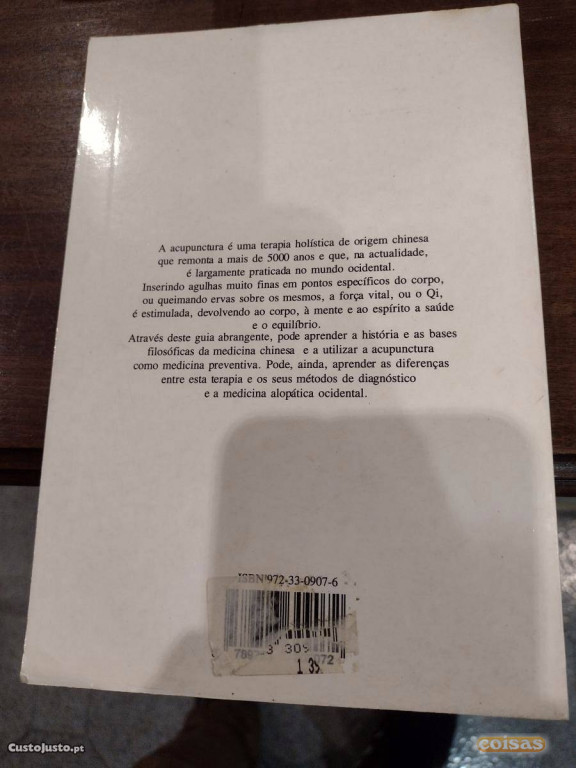 A acupunctura é uma terapia holística de origem chinesa
que remonta a mais de 5000 anos e que, na actualidade,
é largamente praticada no mundo ocidental.
Inserindo agulhas muito finas em pontos específicos do corpo,
ou queimando ervas sobre os mesmos, a força vital, ou o Qi,
é estimulada, devolvendo ao corpo, à mente e ao espírito a saúde
e o equilíbrio.
Através deste guia abrangente, pode aprender a história e as bases
filosóficas da medicina chinesa e a utilizar a acupunctura
como medicina preventiva. Pode, ainda, aprender as diferenças
entre esta terapia e os seus métodos de diagnóstico
e a medicina alopática ocidental.
ISBN 972-33-0907-6
CustoJusto.pt
coisas